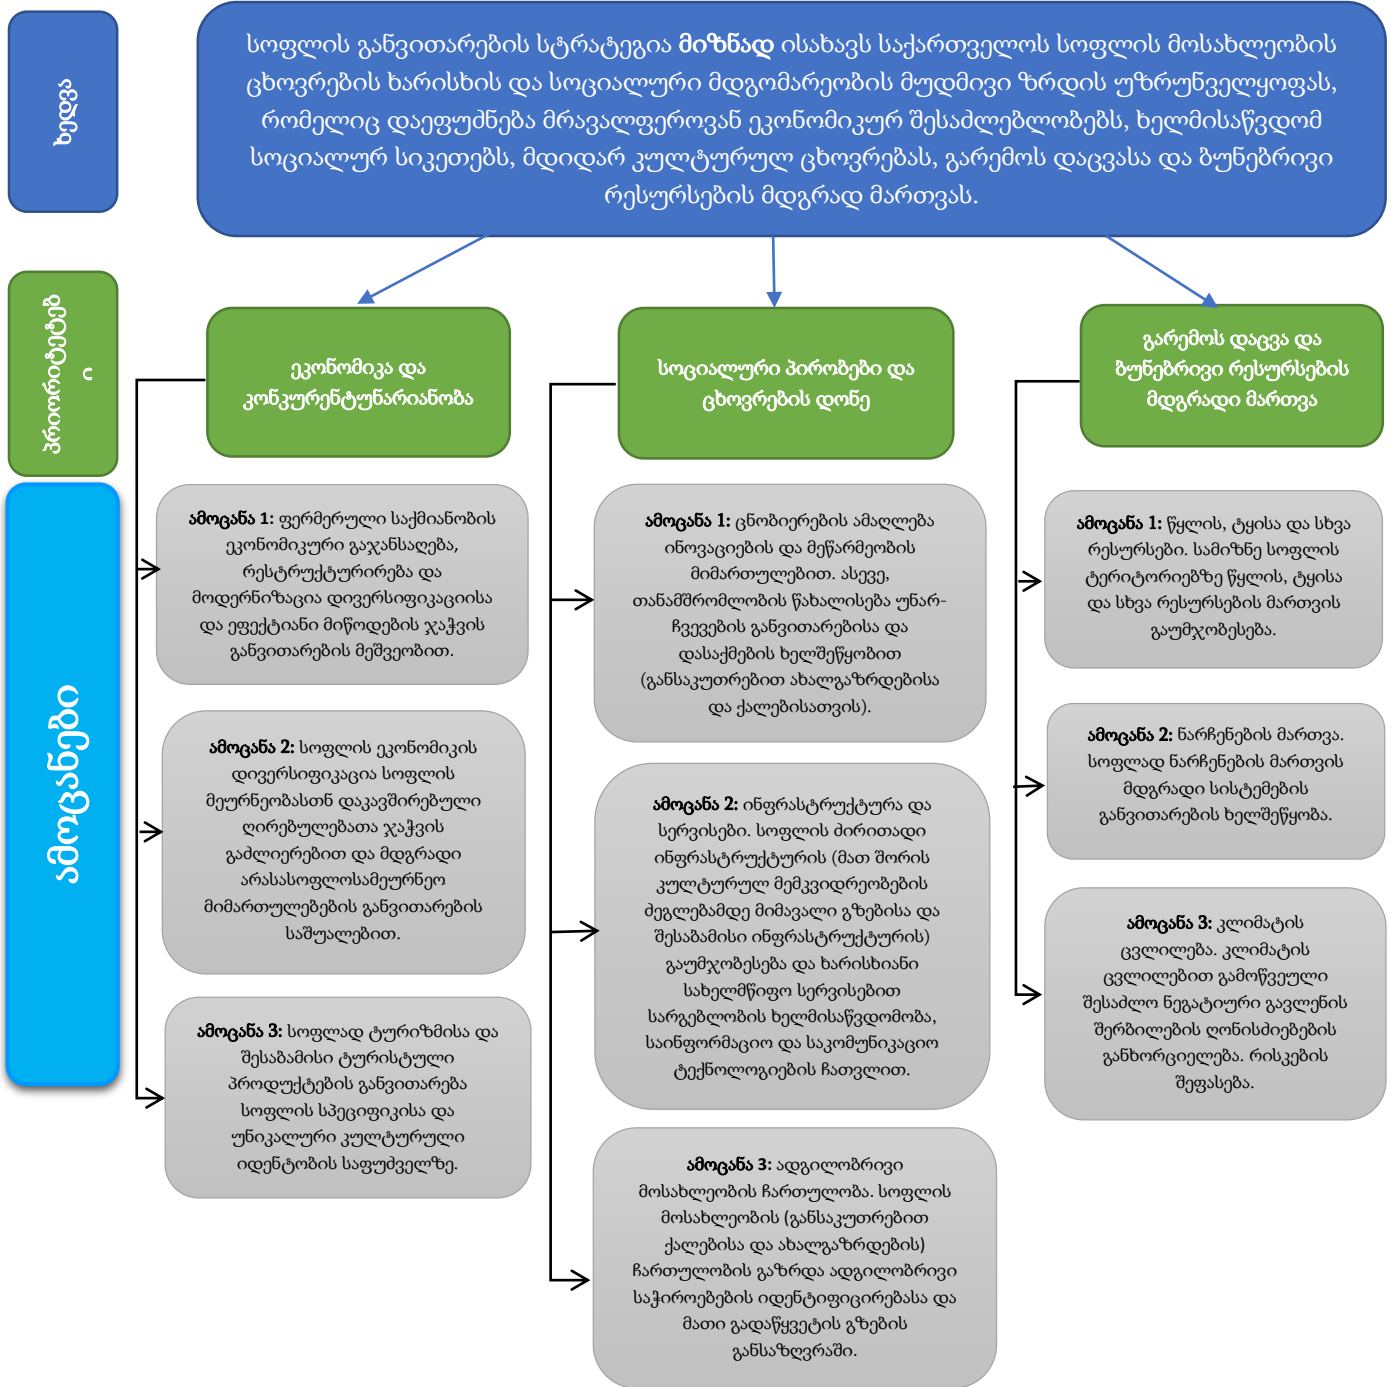 ხედვა
სოფლის განვითარების სტრატეგია მიზნად ისახავს საქართველოს სოფლის მოსახლეობის
ცხოვრების ხარისხის და სოციალური მდგომარეობის მუდმივი ზრდის უზრუნველყოფას,
რომელიც დაეფუძნება მრავალფეროვან ეკონომიკურ შესაძლებლობებს, ხელმისაწვდომ
სოციალურ სიკეთებს, მდიდარ კულტურულ ცხოვრებას, გარემოს დაცვასა და ბუნებრივი
რესურსების მდგრად მართვას.
პრიორიტეტებ
ი
ეკონომიკა და
კონკურენტუნარიანობა
სოციალური პირობები და
ცხოვრების დონე
გარემოს დაცვა და
ბუნებრივი რესურსების
მდგრადი მართვა
ამოცანები
ამოცანა 1: ფერმერული საქმიანობის
ეკონომიკური გაჯანსაღება,
რესტრუქტურირება და
მოდერნიზაცია დივერსიფიკაციისა
და ეფექტიანი მიწოდების ჯაჭვის
განვითარების მეშვეობით.
ამოცანა 2: სოფლის ეკონომიკის
დივერსიფიკაცია სოფლის
მეურნეობასთნ დაკავშირებული
ღირებულებათა ჯაჭვის
გაძლიერებით და მდგრადი
არასასოფლოსამეურნეო
მიმართულებების განვითარების
საშუალებით.
ამოცანა 3: სოფლად ტურიზმისა და
შესაბამისი ტურისტული
პროდუქტების განვითარება
სოფლის სპეციფიკისა და
უნიკალური კულტურული
იდენტობის საფუძველზე.
ამოცანა 1: ცნობიერების ამაღლება
ინოვაციების და მეწარმეობის
მიმართულებით. ასევე,
თანამშრომლობის წახალისება უნარ-
ჩვევების განვითარებისა და
დასაქმების ხელშეწყობით
(განსაკუთრებით ახალგაზრდებისა
და ქალებისათვის).
ამოცანა 2: ინფრასტრუქტურა და
სერვისები. სოფლის ძირითადი
ინფრასტრუქტურის (მათ შორის
კულტურულ მემკვიდრეობების
ძეგლებამდე მიმავალი გზებისა და
შესაბამისი ინფრასტრუქტურის)
გაუმჯობესება და ხარისხიანი
სახელმწიფო სერვისებით
სარგებლობის ხელმისაწვდომობა,
საინფორმაციო და საკომუნიკაციო
ტექნოლოგიების ჩათვლით.
ამოცანა 3: ადგილობრივი
მოსახლეობის ჩართულობა. სოფლის
მოსახლეობის (განსაკუთრებით
ქალებისა და ახალგაზრდების)
ჩართულობის გაზრდა ადგილობრივი
საჭიროებების იდენტიფიცირებასა და
მათი გადაწყვეტის გზების
განსაზღვრაში.
ამოცანა 1: წყლის, ტყისა და სხვა
რესურსები. სამიზნე სოფლის
ტერიტორიებზე წყლის, ტყისა
და სხვა რესურსების მართვის
გაუმჯობესება.
ამოცანა 2: ნარჩენების მართვა.
სოფლად ნარჩენების მართვის
მდგრადი სისტემების
განვითარების ხელშეწყობა.
ამოცანა 3: კლიმატის
ცვლილება. კლიმატის
ცვლილებით გამოწვეული
შესაძლო ნეგატიური გავლენის
შერბილების ღონისძიებების
განხორციელება. რისკების
შეფასება.